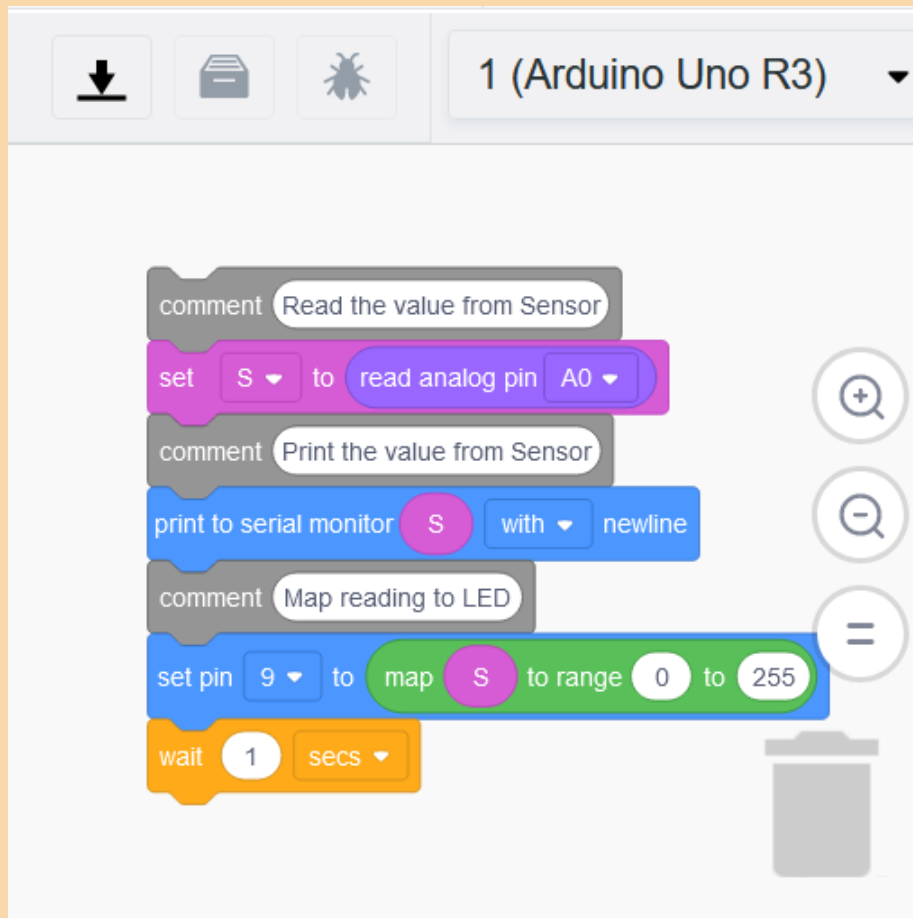 1 (Arduino Uno R3)
comment Read the value from Sensor
set S to read analog pin A0
comment Print the value from Sensor
print to serial monitor S with newline
comment Map reading to LED
set pin 9 to map S to range 0 to 255
wait 1 secs